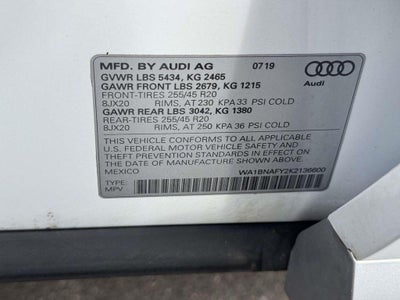 MFD. BY AUDI AG 07/19
GVWR LBS 5434, KG 2465
GAWR FRONT LBS 2679, KG 1215
FRONT-TIRES 255/45 R20
8JX20 RIMS, AT 230 KPA 33 PSI COLD
GAWR REAR LBS 3042, KG 1380
REAR-TIRES 255/45 R20
8JX20 RIMS, AT 250 KPA 36 PSI COLD
THIS VEHICLE CONFORMS TO ALL APPLICABLE
U.S. FEDERAL MOTOR VEHICLE SAFETY AND
THEFT PREVENTION STANDARDS IN EFFECT ON
THE DATE OF MANUFACTURE SHOWN ABOVE
MEXICO
TYPE:
MPV
WA1BNAFY2K2136600
Audi